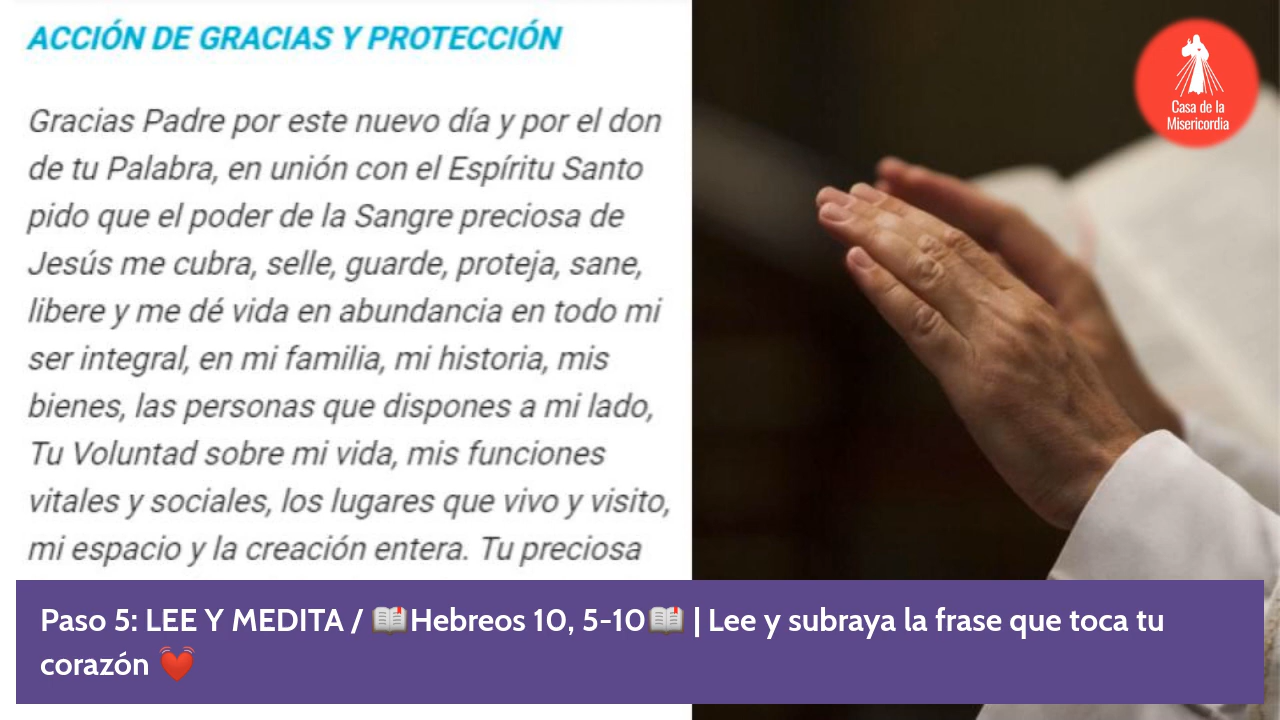 ACCIÓN DE GRACIAS Y PROTECCIÓN
Gracias Padre por este nuevo día y por el don
de tu Palabra, en unión con el Espíritu Santo
pido que el poder de la Sangre preciosa de
Jesús me cubra, selle, guarde, proteja, sane,
libere y me dé vida en abundancia en todo mi
ser integral, en mi familia, mi historia, mis
bienes, las personas que dispones a mi lado,
Tu Voluntad sobre mi vida, mis funciones
vitales y sociales, los lugares que vivo y visito,
mi espacio y la creación entera. Tu preciosa
Casa de la
Misericordia
Paso 5: LEE Y MEDITA / 📖Hebreos 10, 5-10📖 | Lee y subraya la frase que toca tu
corazón 💓